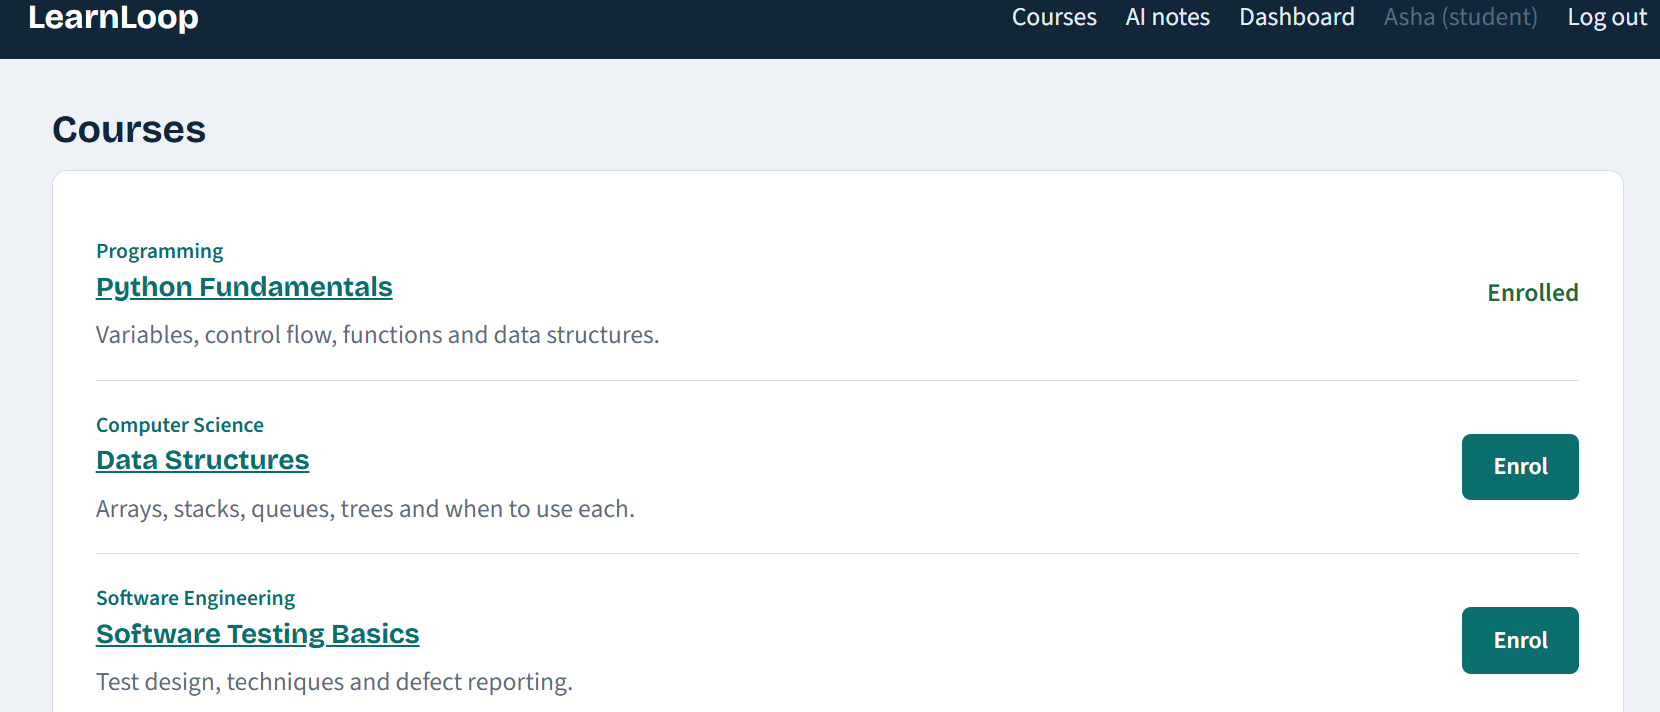 LearnLoop
Courses AI notes Dashboard Asha (student) Log out
Courses
Programming
Python Fundamentals
Enrolled
Variables, control flow, functions and data structures.
Computer Science
Data Structures
Enrol
Arrays, stacks, queues, trees and when to use each.
Software Engineering
Software Testing Basics
Enrol
Test design, techniques and defect reporting.